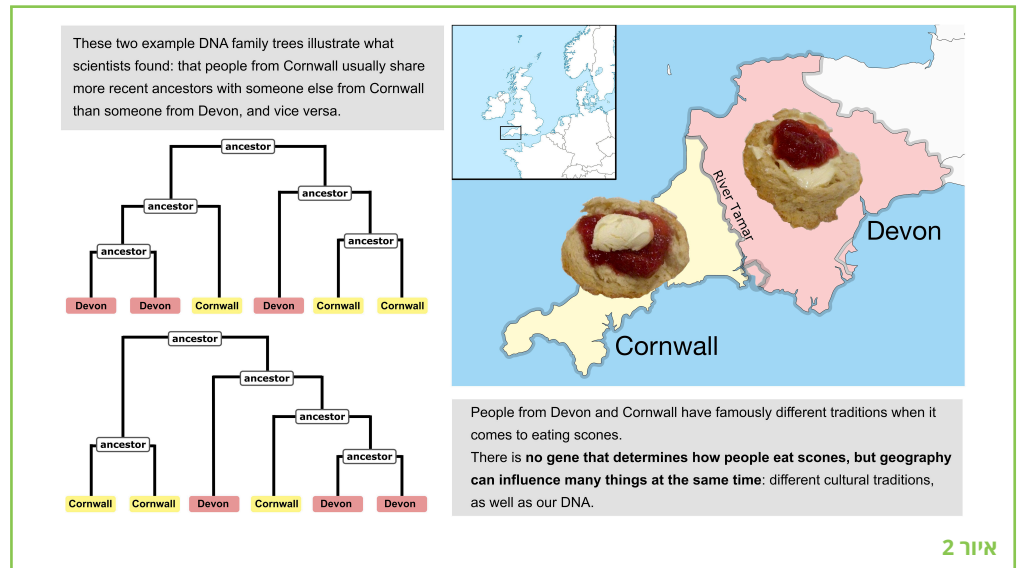 These two example DNA family trees illustrate what
scientists found: that people from Cornwall usually share
more recent ancestors with someone else from Cornwall
than someone from Devon, and vice versa.
ancestor
ancestor
ancestor
ancestor
ancestor
Devon
Devon
Cornwall
Devon
Cornwall
Cornwall
ancestor
ancestor
ancestor
ancestor
ancestor
Cornwall
Cornwall
Devon
Cornwall
Devon
Devon
River Tamar
Devon
Cornwall
People from Devon and Cornwall have famously different traditions when it
comes to eating scones.
There is no gene that determines how people eat scones, but geography
can influence many things at the same time: different cultural traditions,
as well as our DNA.
איור 2